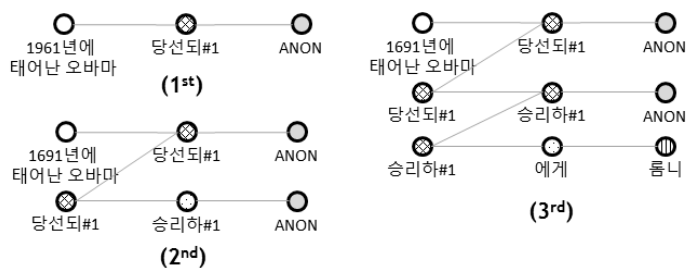 1961년에
태어난 오바마
당선되#1
ANON
(1st)
1691년에
태어난 오바마
당선되#1
ANON
당선되#1
승리하#1
ANON
(2nd)
1691년에
태어난 오바마
당선되#1
ANON
당선되#1
승리하#1
ANON
승리하#1
에게
롬니
(3rd)